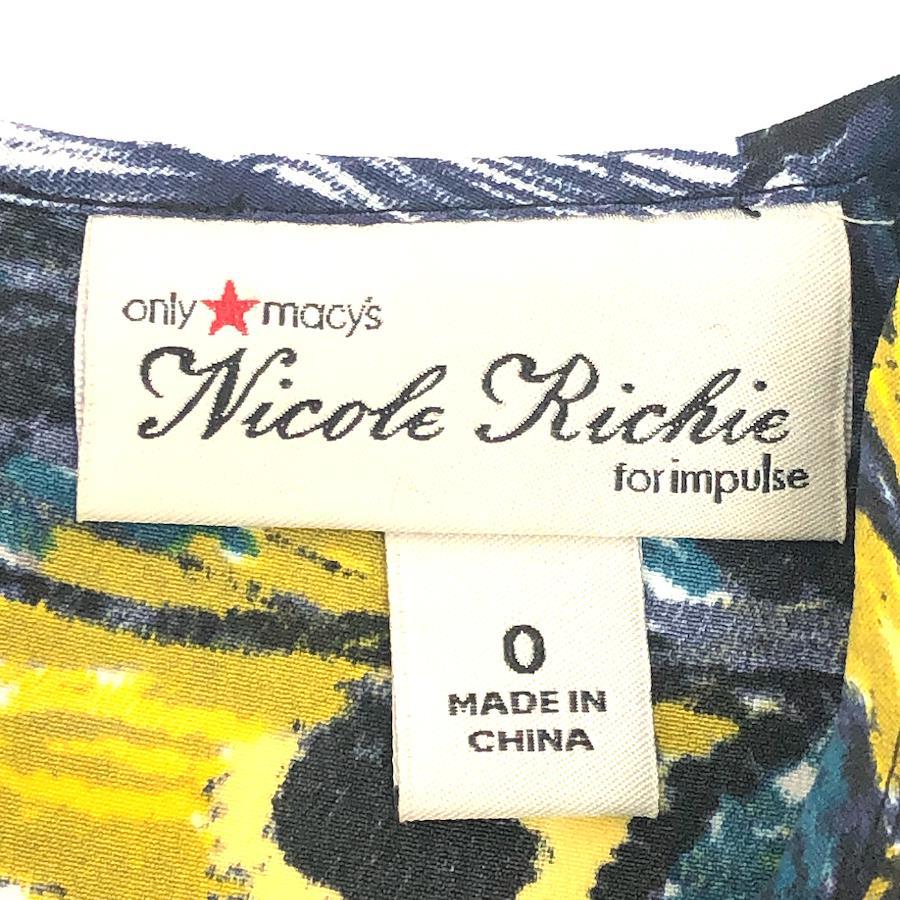 only macy's
Nicole Richie
for impulse
0
MADE IN
CHINA